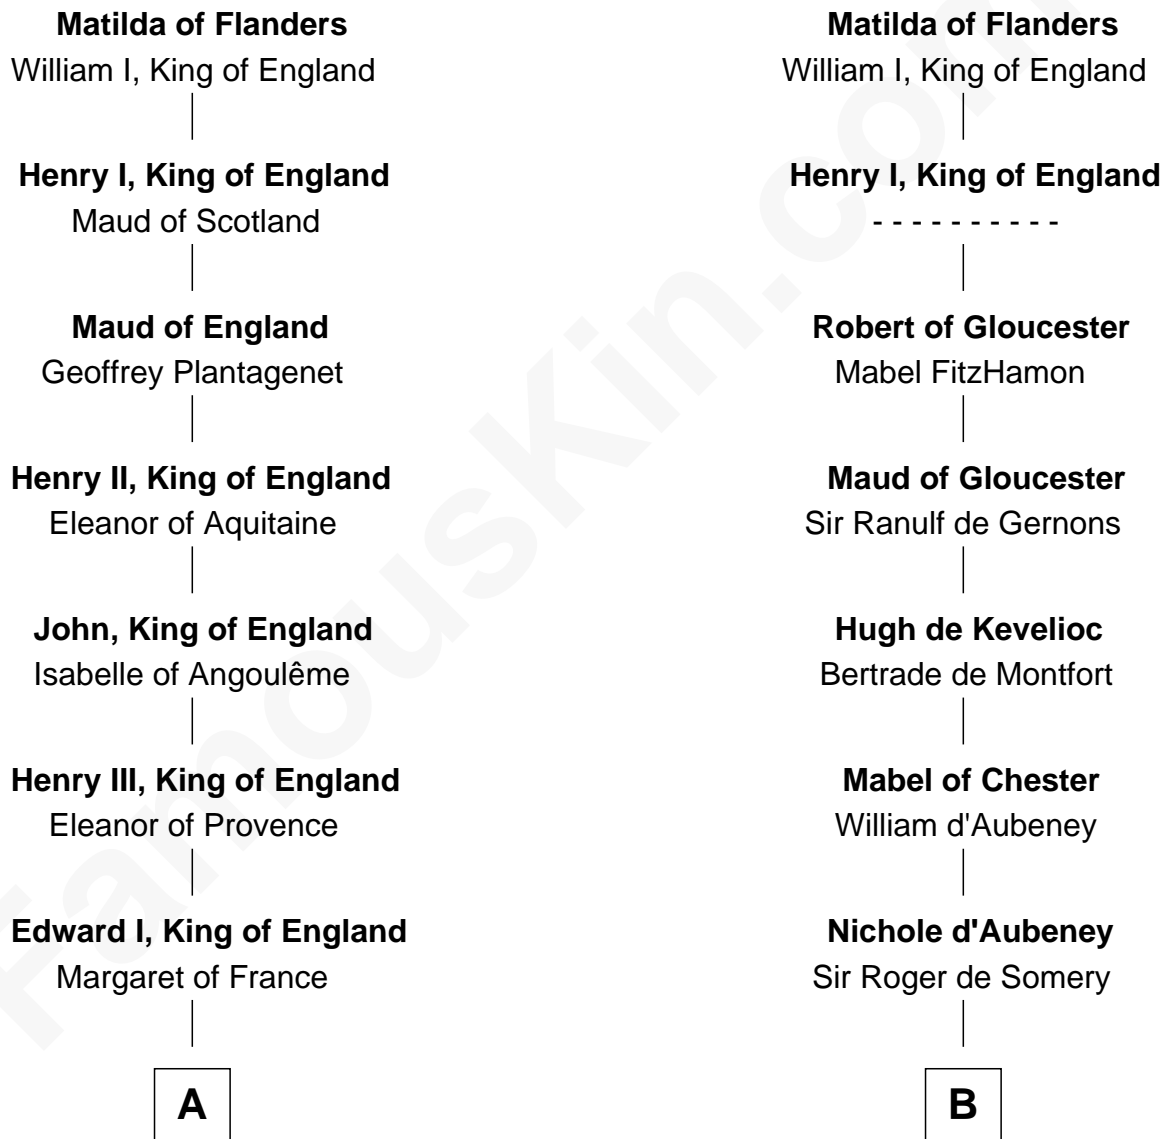 Matilda of Flanders
William I, King of England
Henry I, King of England
Maud of Scotland
Maud of England
Geoffrey Plantagenet
Henry II, King of England
Eleanor of Aquitaine
John, King of England
Isabelle of Angoulême
Henry III, King of England
Eleanor of Provence
Edward I, King of England
Margaret of France
A
Matilda of Flanders
William I, King of England
Henry I, King of England
- - - - - - - - - -
Robert of Gloucester
Mabel FitzHamon
Maud of Gloucester
Sir Ranulf de Gernons
Hugh de Kevelioc
Bertrade de Montfort
Mabel of Chester
William d'Aubeney
Nichole d'Aubeney
Sir Roger de Somery
B
FamousKin.com